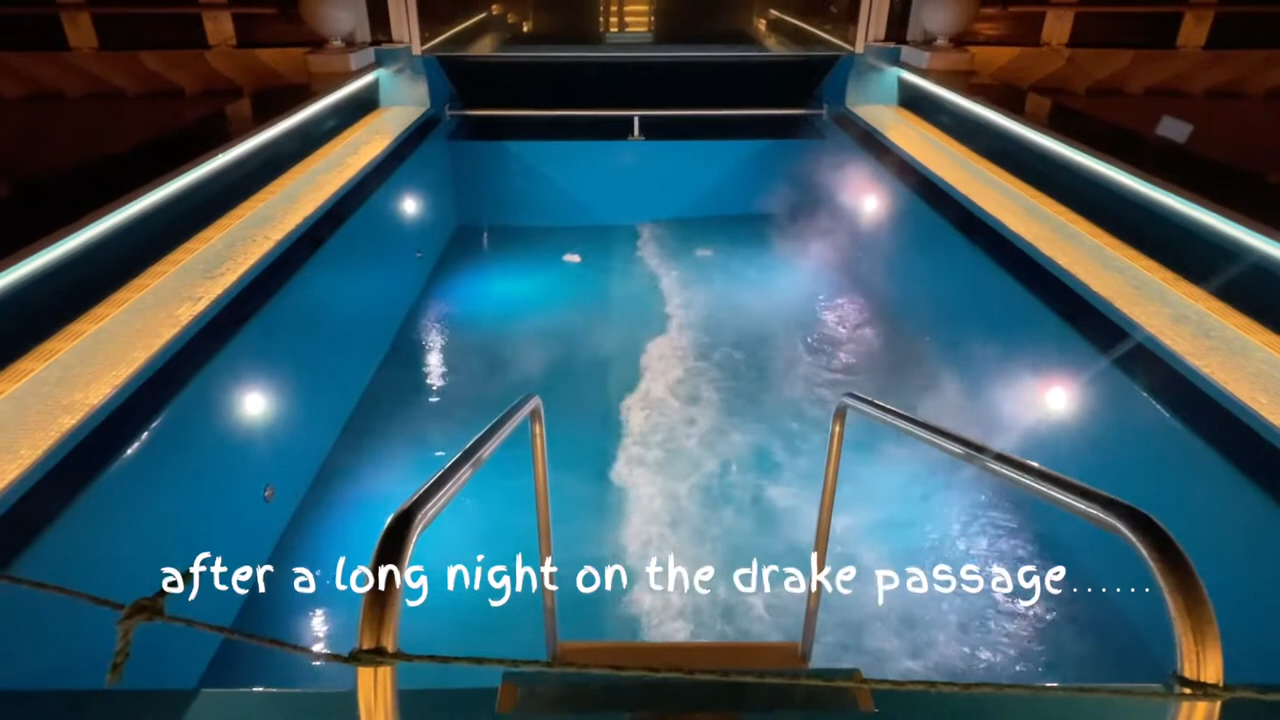 after a long night on the drake passage......